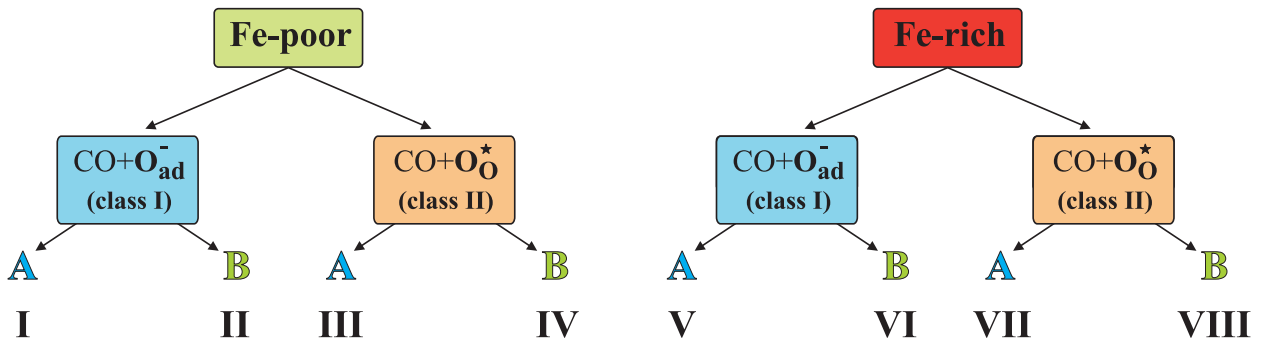 Fe-poor Fe-rich
CO+O⁻ad CO+O★O CO+O⁻ad CO+O★O
(class I) (class II) (class I) (class II)
A B A B A B A B
I II III IV V VI VII VIII